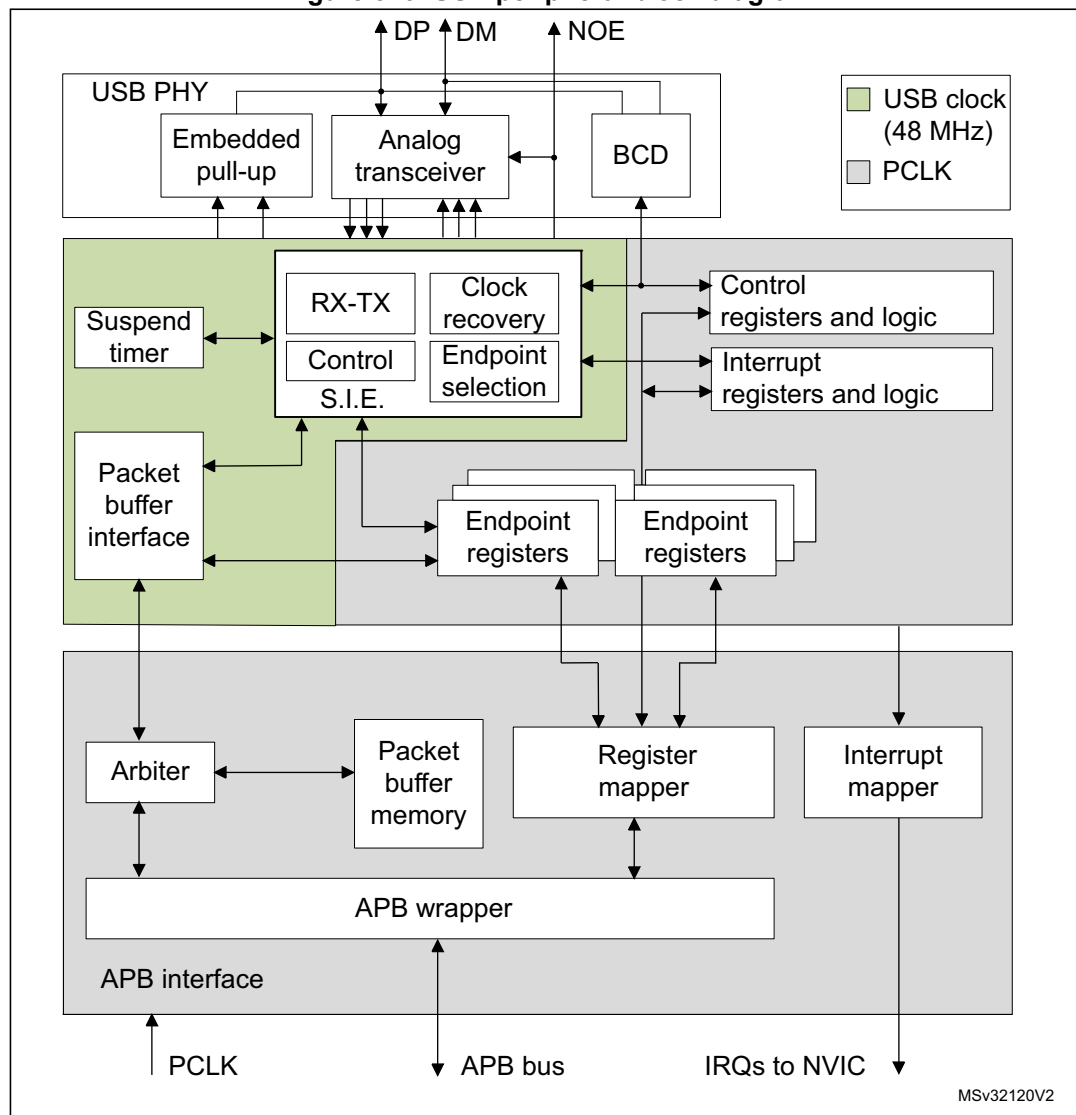 DP DM NOE
USB PHY
Embedded
pull-up
Analog
transceiver
BCD
USB clock
(48 MHz)
PCLK
Suspend
timer
RX-TX
Clock
recovery
Control
Endpoint
selection
S.I.E.
Control
registers and logic
Interrupt
registers and logic
Packet
buffer
interface
Endpoint
registers
Endpoint
registers
Arbiter
Packet
buffer
memory
Register
mapper
Interrupt
mapper
APB wrapper
APB interface
PCLK
APB bus
IRQs to NVIC
MSv32120V2